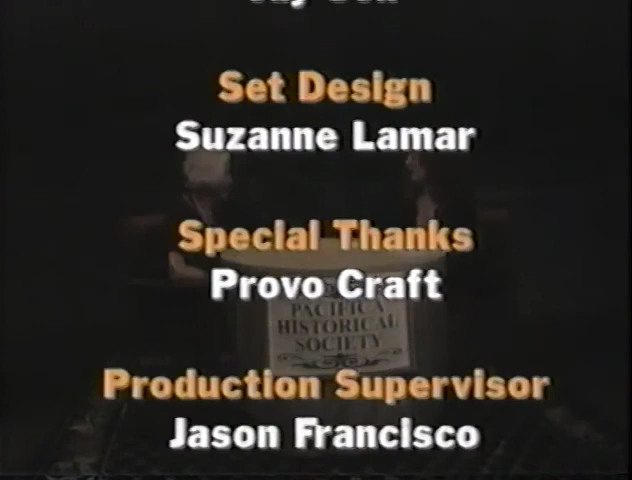 Set Design
Suzanne Lamar
Special Thanks
Provo Craft
PACIFICA
HISTORICAL
SOCIETY
Production Supervisor
Jason Francisco